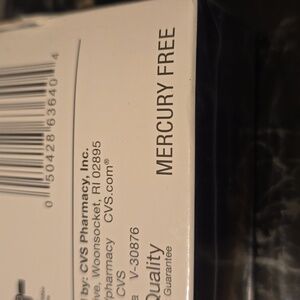 0 50428 63640 4
by: CVS Pharmacy, Inc.
Woonsocket, RI 02895
pharmacy CVS.com®
CVS
V-30876
Quality
Guarantee
MERCURY FREE